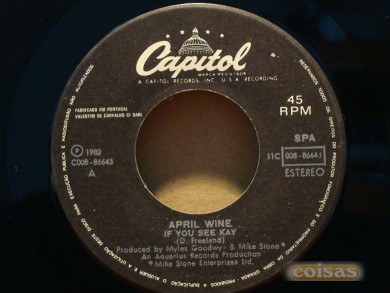 Capitol
MARCA REGISTADA
A CAPITOL RECORDS, INC. U.S.A. RECORDING
FABRICADO EM PORTUGAL
VALENTIM DE CARVALHO CI SARL
45
RPM
SPA
℗ 1982
C008-86643
A
11C 008-86643
ESTÉREO
APRIL WINE
IF YOU SEE KAY
(D. Freeland)
Produced by Myles Goodwyn & Mike Stone*
An Aquarius Records Production
*Mike Stone Enterprises Ltd.
coisas